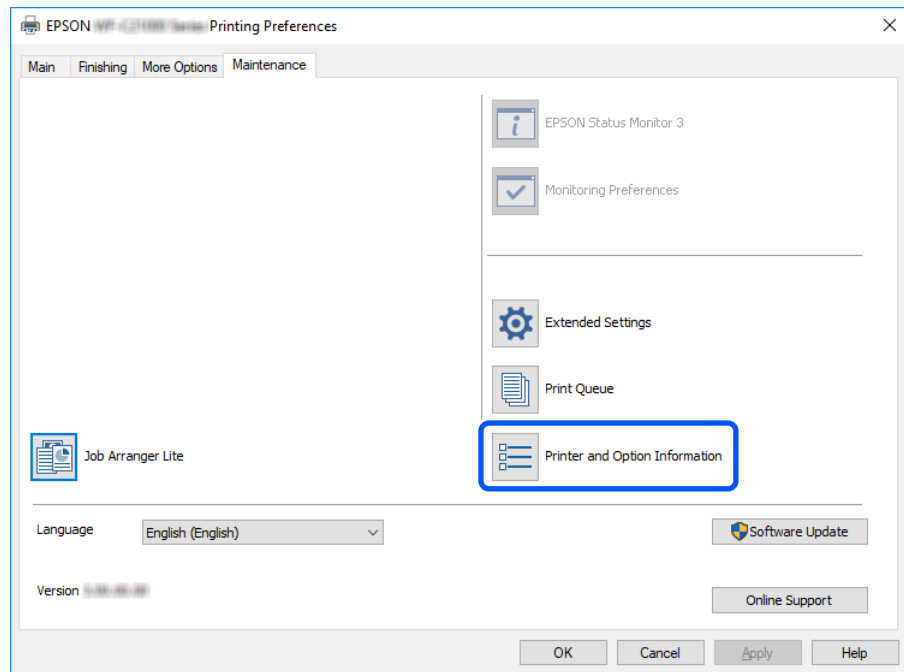 EPSON Printing Preferences
Main Finishing More Options Maintenance
EPSON Status Monitor 3
Monitoring Preferences
Extended Settings
Print Queue
Job Arranger Lite
Printer and Option Information
Language English (English)
Software Update
Version
Online Support
OK Cancel Apply Help